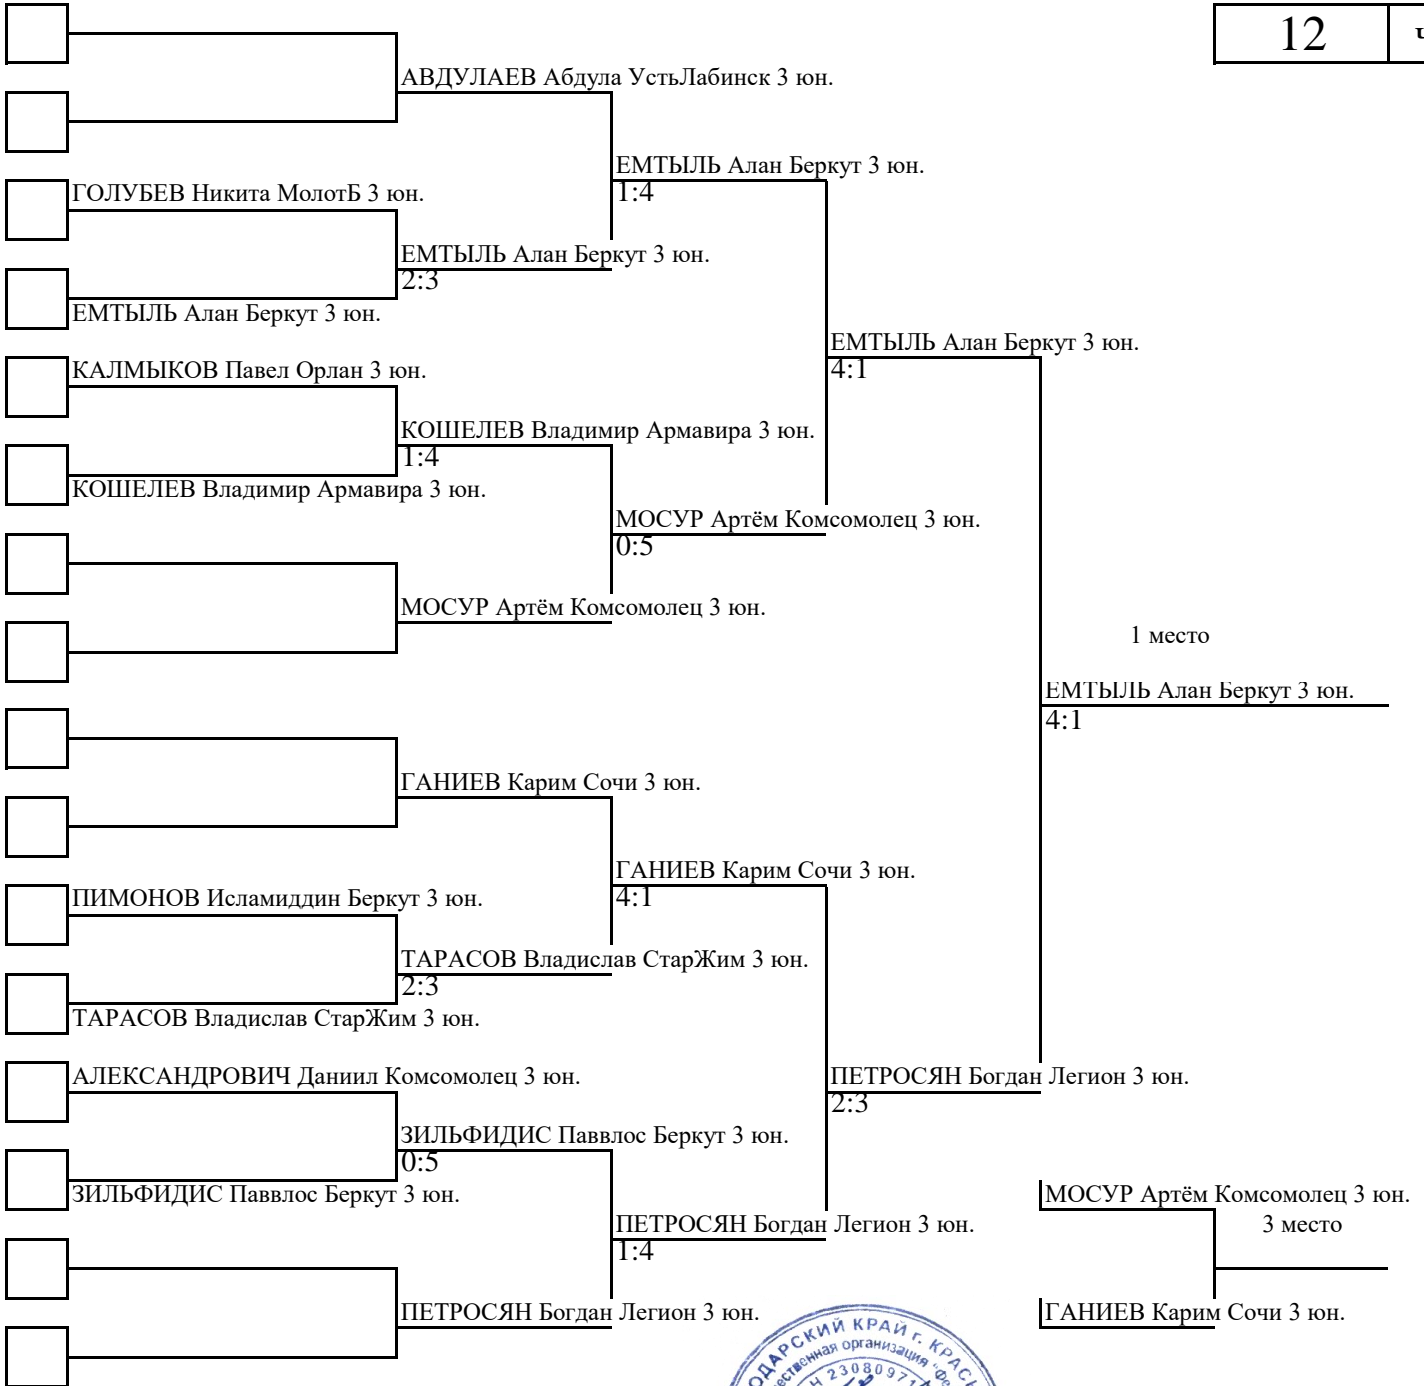 12
АВДУЛАЕВ Абдула УстьЛабинск 3 юн.
ЕМТЫЛЬ Алан Беркут 3 юн.
1:4
ГОЛУБЕВ Никита МолотБ 3 юн.
ЕМТЫЛЬ Алан Беркут 3 юн.
2:3
ЕМТЫЛЬ Алан Беркут 3 юн.
ЕМТЫЛЬ Алан Беркут 3 юн.
4:1
КАЛМЫКОВ Павел Орлан 3 юн.
КОШЕЛЕВ Владимир Армавира 3 юн.
1:4
КОШЕЛЕВ Владимир Армавира 3 юн.
МОСУР Артём Комсомолец 3 юн.
0:5
МОСУР Артём Комсомолец 3 юн.
1 место
ЕМТЫЛЬ Алан Беркут 3 юн.
4:1
ГАНИЕВ Карим Сочи 3 юн.
ГАНИЕВ Карим Сочи 3 юн.
4:1
ПИМОНОВ Исламиддин Беркут 3 юн.
ТАРАСОВ Владислав СтарЖим 3 юн.
2:3
ТАРАСОВ Владислав СтарЖим 3 юн.
АЛЕКСАНДРОВИЧ Даниил Комсомолец 3 юн.
ПЕТРОСЯН Богдан Легион 3 юн.
2:3
ЗИЛЬФИДИС Паввлос Беркут 3 юн.
0:5
ЗИЛЬФИДИС Паввлос Беркут 3 юн.
МОСУР Артём Комсомолец 3 юн.
3 место
ПЕТРОСЯН Богдан Легион 3 юн.
1:4
ПЕТРОСЯН Богдан Легион 3 юн.
ГАНИЕВ Карим Сочи 3 юн.
КРАЙ г.
организация